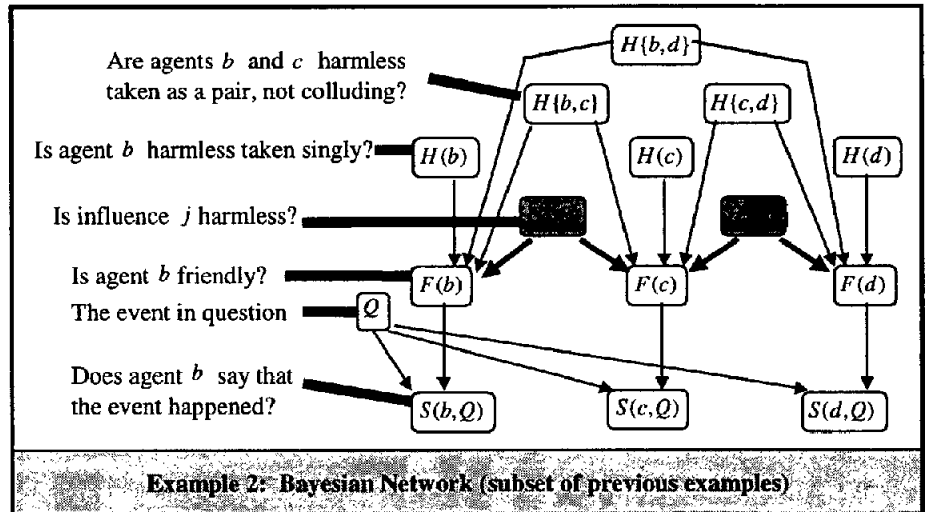 H{b,d}
Are agents b and c harmless
taken as a pair, not colluding?
H{b,c}
H{c,d}
Is agent b harmless taken singly?
H(b)
H(c)
H(d)
Is influence j harmless?
Is agent b friendly?
F(b)
F(c)
F(d)
The event in question
Q
Does agent b say that
the event happened?
S(b,Q)
S(c,Q)
S(d,Q)
Example 2: Bayesian Network (subset of previous examples)